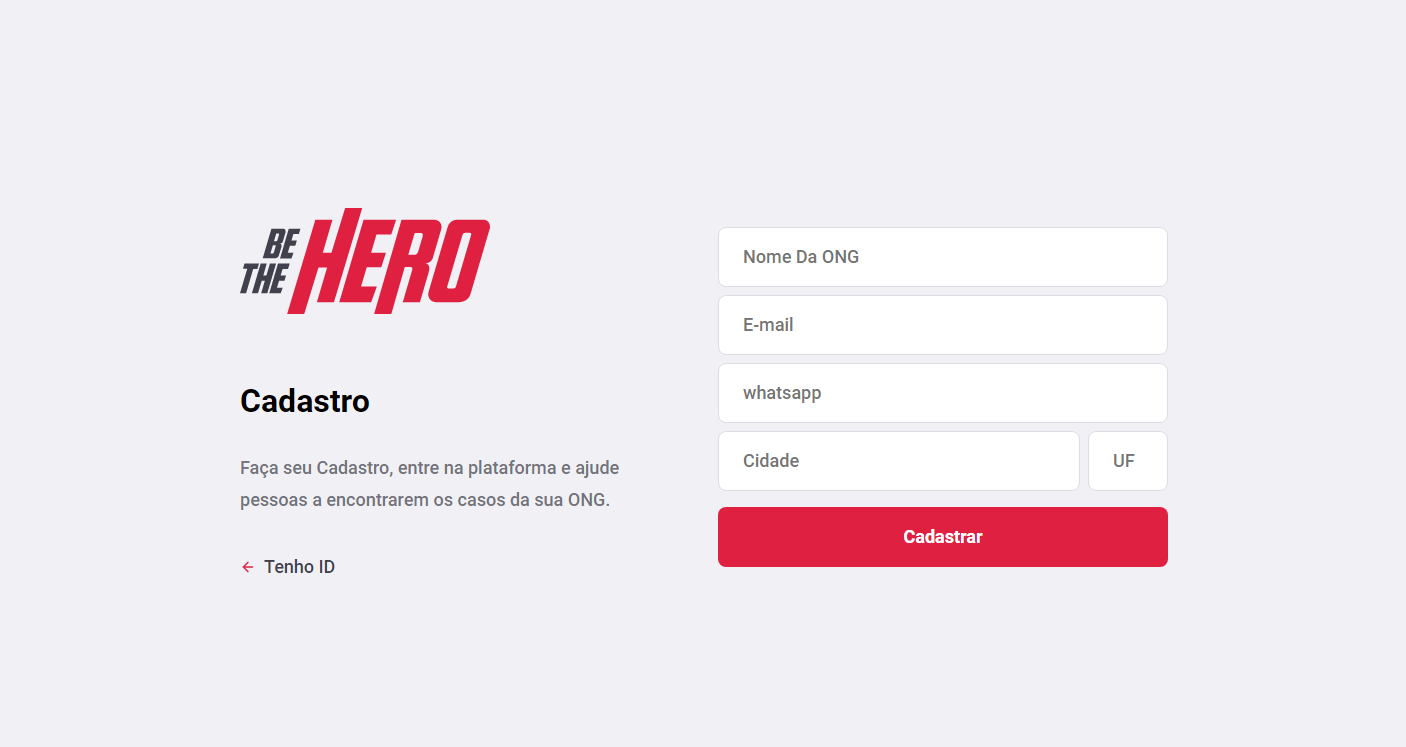 BE
THE HERO
Cadastro
Faça seu Cadastro, entre na plataforma e ajude
pessoas a encontrarem os casos da sua ONG.
Tenho ID
Nome Da ONG
E-mail
whatsapp
Cidade
UF
Cadastrar